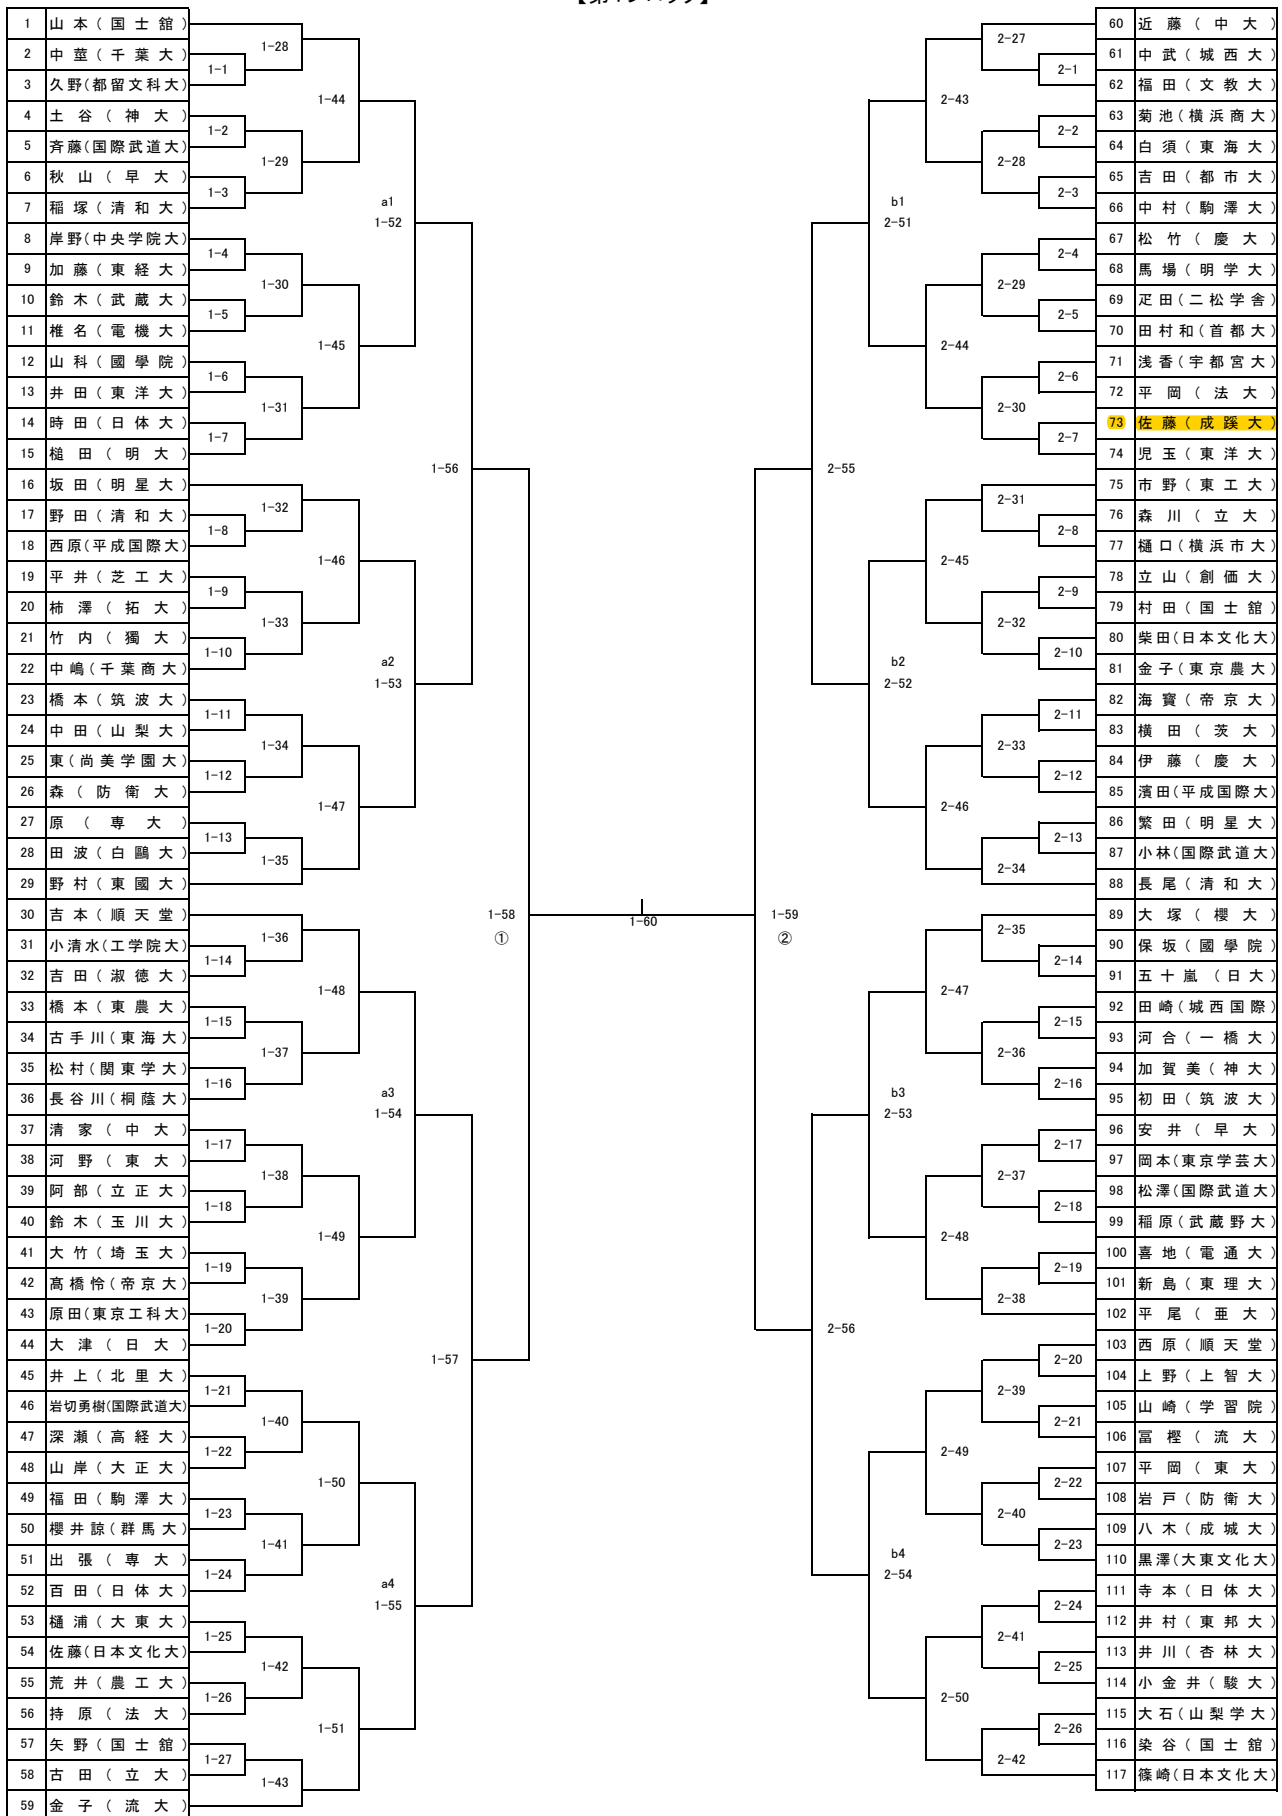 1 山本(国士舘)
2 中莖(千葉大)
3 久野(都留文科大)
4 土谷(神大)
5 斉藤(国際武道大)
6 秋山(早大)
7 稲塚(清和大)
8 岸野(中央学院大)
9 加藤(東経大)
10 鈴木(武蔵大)
11 椎名(電機大)
12 山科(國學院)
13 井田(東洋大)
14 時田(日体大)
15 槌田(明大)
16 坂田(明星大)
17 野田(清和大)
18 西原(平成国際大)
19 平井(芝工大)
20 柿澤(拓大)
21 竹内(獨大)
22 中嶋(千葉商大)
23 橋本(筑波大)
24 中田(山梨大)
25 東(尚美学園大)
26 森(防衛大)
27 原(専大)
28 田波(白鷗大)
29 野村(東國大)
30 吉本(順天堂)
31 小清水(工学院大)
32 吉田(淑徳大)
33 橋本(東農大)
34 古手川(東海大)
35 松村(関東学大)
36 長谷川(桐蔭大)
37 清家(中大)
38 河野(東大)
39 阿部(立正大)
40 鈴木(玉川大)
41 大竹(埼玉大)
42 髙橋怜(帝京大)
43 原田(東京工科大)
44 大津(日大)
45 井上(北里大)
46 岩切勇樹(国際武道大)
47 深瀬(高経大)
48 山岸(大正大)
49 福田(駒澤大)
50 櫻井諒(群馬大)
51 出張(専大)
52 百田(日体大)
53 樋浦(大東大)
54 佐藤(日本文化大)
55 荒井(農工大)
56 持原(法大)
57 矢野(国士舘)
58 古田(立大)
59 金子(流大)
1-1
1-2
1-3
1-4
1-5
1-6
1-7
1-8
1-9
1-10
1-11
1-12
1-13
1-14
1-15
1-16
1-17
1-18
1-19
1-20
1-21
1-22
1-23
1-24
1-25
1-26
1-27
1-28
1-29
1-30
1-31
1-32
1-33
1-34
1-35
1-36
1-37
1-38
1-39
1-40
1-41
1-42
1-43
1-44
1-45
1-46
1-47
1-48
1-49
1-50
1-51
a1
1-52
a2
1-53
a3
1-54
a4
1-55
1-56
1-57
1-58
①
1-60
1-59
②
2-55
2-56
b1
2-51
b2
2-52
b3
2-53
b4
2-54
2-43
2-44
2-45
2-46
2-47
2-48
2-49
2-50
2-27
2-28
2-29
2-30
2-31
2-32
2-33
2-34
2-35
2-36
2-37
2-38
2-39
2-40
2-41
2-42
2-1
2-2
2-3
2-4
2-5
2-6
2-7
2-8
2-9
2-10
2-11
2-12
2-13
2-14
2-15
2-16
2-17
2-18
2-19
2-20
2-21
2-22
2-23
2-24
2-25
2-26
60 近藤(中大)
61 中武(城西大)
62 福田(文教大)
63 菊池(横浜商大)
64 白須(東海大)
65 吉田(都市大)
66 中村(駒澤大)
67 松竹(慶大)
68 馬場(明学大)
69 疋田(二松学舎)
70 田村和(首都大)
71 浅香(宇都宮大)
72 平岡(法大)
73 佐藤(成蹊大)
74 児玉(東洋大)
75 市野(東工大)
76 森川(立大)
77 樋口(横浜市大)
78 立山(創価大)
79 村田(国士舘)
80 柴田(日本文化大)
81 金子(東京農大)
82 海寳(帝京大)
83 横田(茨大)
84 伊藤(慶大)
85 濱田(平成国際大)
86 繁田(明星大)
87 小林(国際武道大)
88 長尾(清和大)
89 大塚(櫻大)
90 保坂(國學院)
91 五十嵐(日大)
92 田崎(城西国際)
93 河合(一橋大)
94 加賀美(神大)
95 初田(筑波大)
96 安井(早大)
97 岡本(東京学芸大)
98 松澤(国際武道大)
99 稲原(武蔵野大)
100 喜地(電通大)
101 新島(東理大)
102 平尾(亜大)
103 西原(順天堂)
104 上野(上智大)
105 山崎(学習院)
106 冨樫(流大)
107 平岡(東大)
108 岩戸(防衛大)
109 八木(成城大)
110 黒澤(大東文化大)
111 寺本(日体大)
112 井村(東邦大)
113 井川(杏林大)
114 小金井(駿大)
115 大石(山梨学大)
116 染谷(国士舘)
117 篠崎(日本文化大)